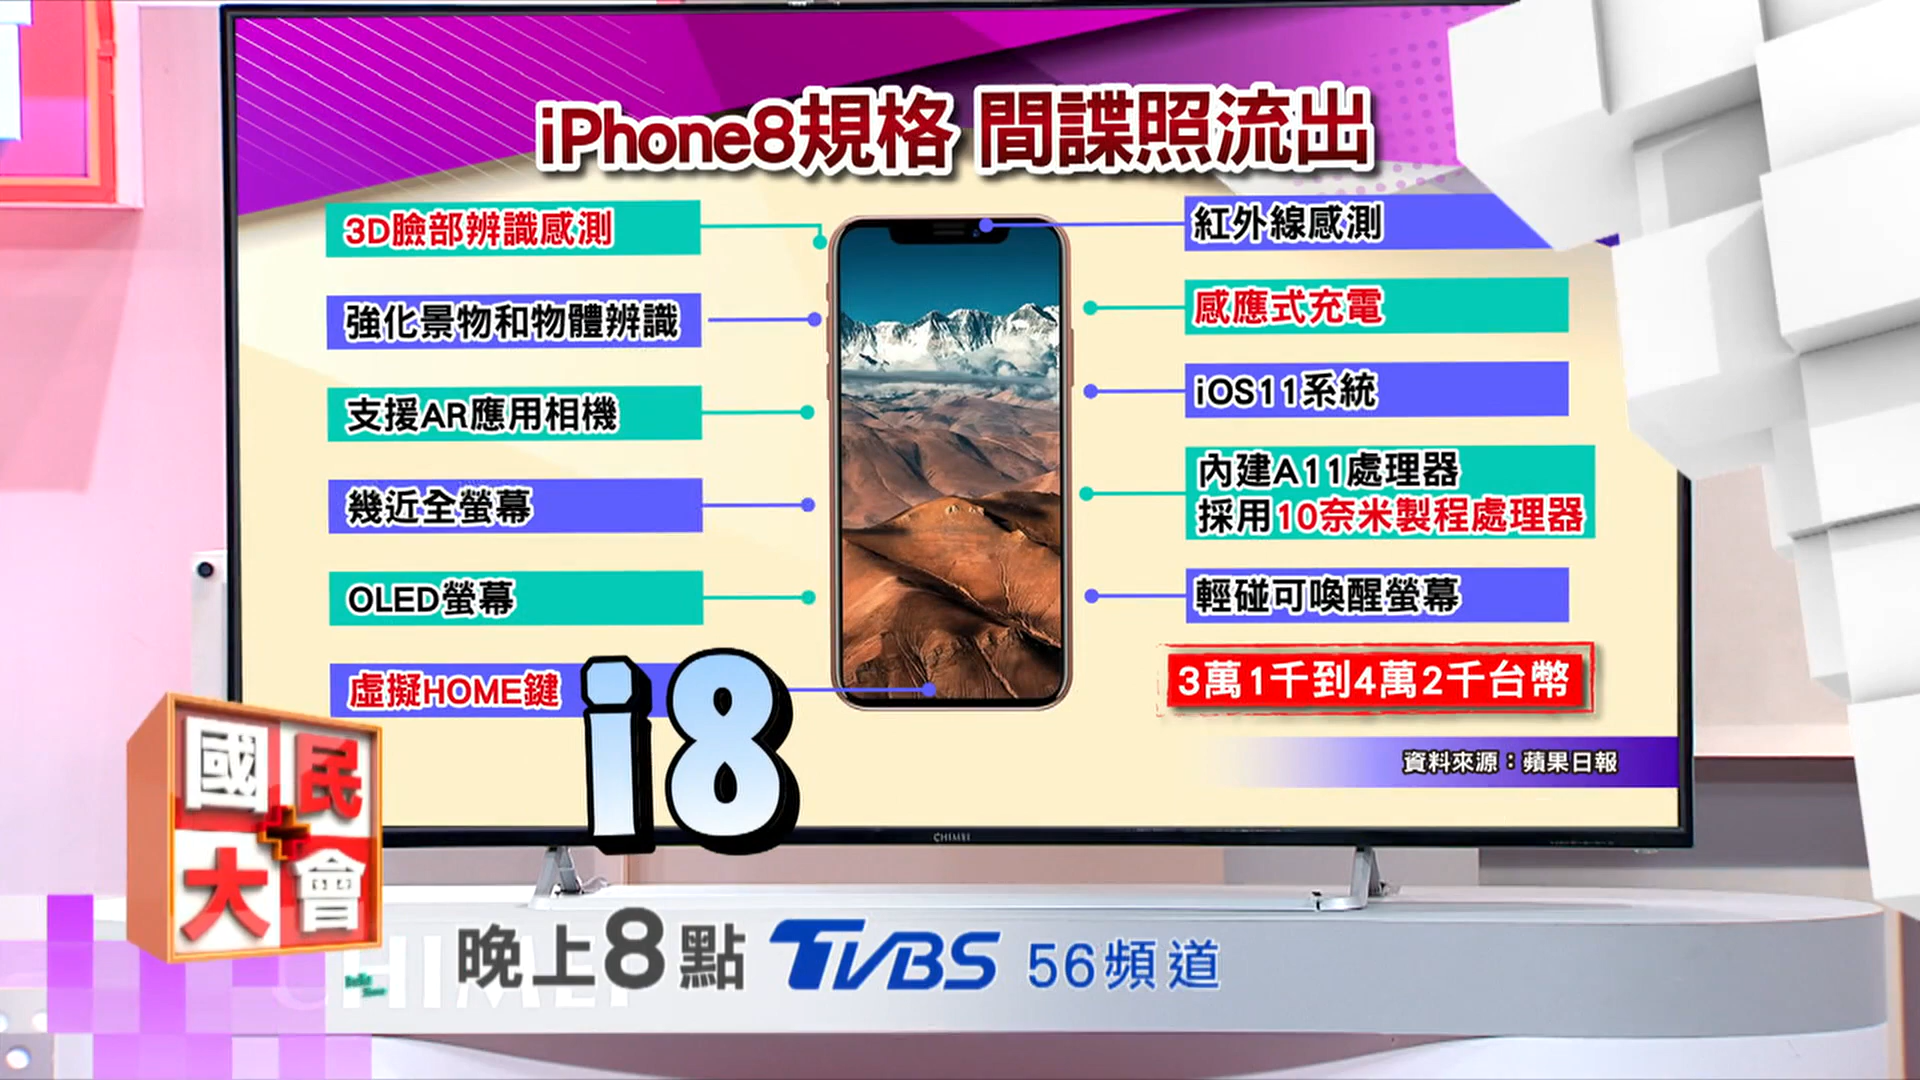 iPhone8規格 間諜照流出
3D臉部辨識感測
強化景物和物體辨識
支援AR應用相機
幾近全螢幕
OLED螢幕
虛擬HOME鍵
紅外線感測
感應式充電
iOS11系統
內建A11處理器
採用10奈米製程處理器
輕碰可喚醒螢幕
3萬1千到4萬2千台幣
資料來源：蘋果日報
i8
CHIMEI
國民
大會
晚上8點 TVBS 56頻道
CHIMEI